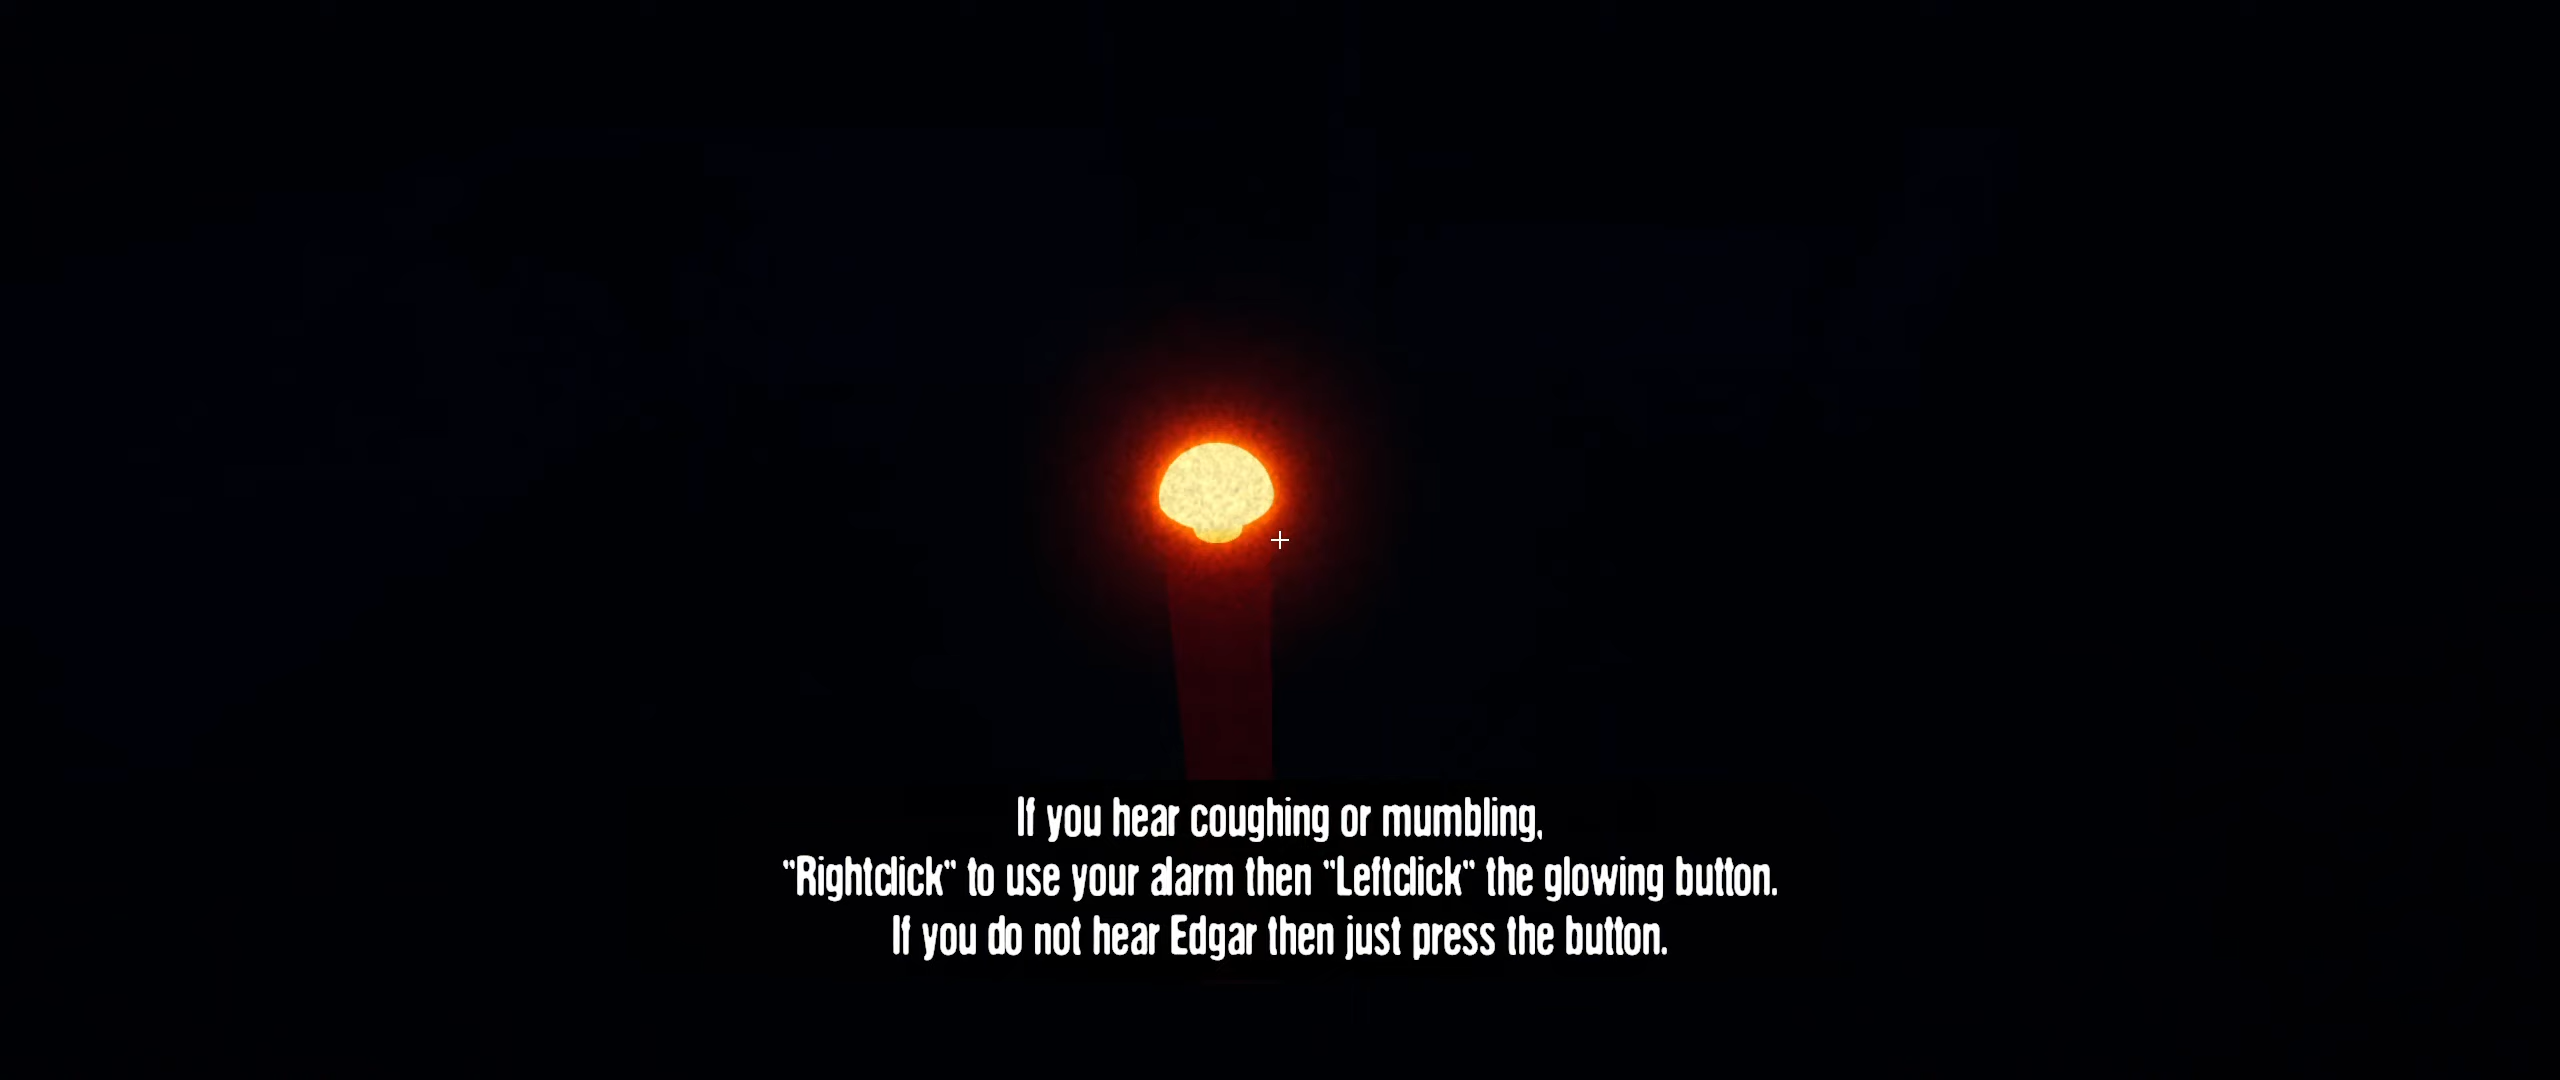 If you hear coughing or mumbling,
"Rightclick" to use your alarm then "Leftclick" the glowing button.
If you do not hear Edgar then just press the button.